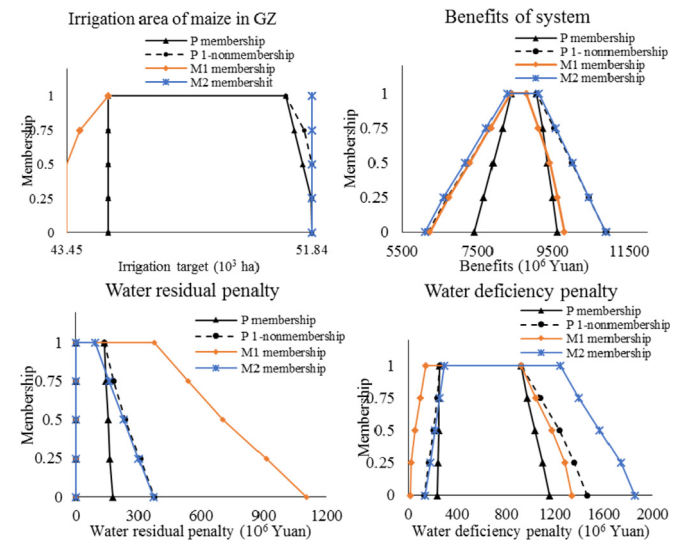 Irrigation area of maize in GZ
P membership
P 1-nonmembership
M1 membership
M2 membershit
Membership
1
0.75
0.5
0.25
0
43.45
51.84
Irrigation target (10³ ha)
Benefits of system
P membership
P 1- nonmembership
M1 membership
M2 membership
Membership
1
0.75
0.5
0.25
0
5500
7500
9500
11500
Benefits (10⁶ Yuan)
Water residual penalty
P membership
P 1-nonmembership
M1 membership
M2 membership
Membership
1
0.75
0.5
0.25
0
0
300
600
900
1200
Water residual penalty (10⁶ Yuan)
Water deficiency penalty
P membership
P 1-nonmembership
M1 membership
M2 membership
Membership
1
0.75
0.5
0.25
0
0
400
800
1200
1600
2000
Water deficiency penalty (10⁶ Yuan)